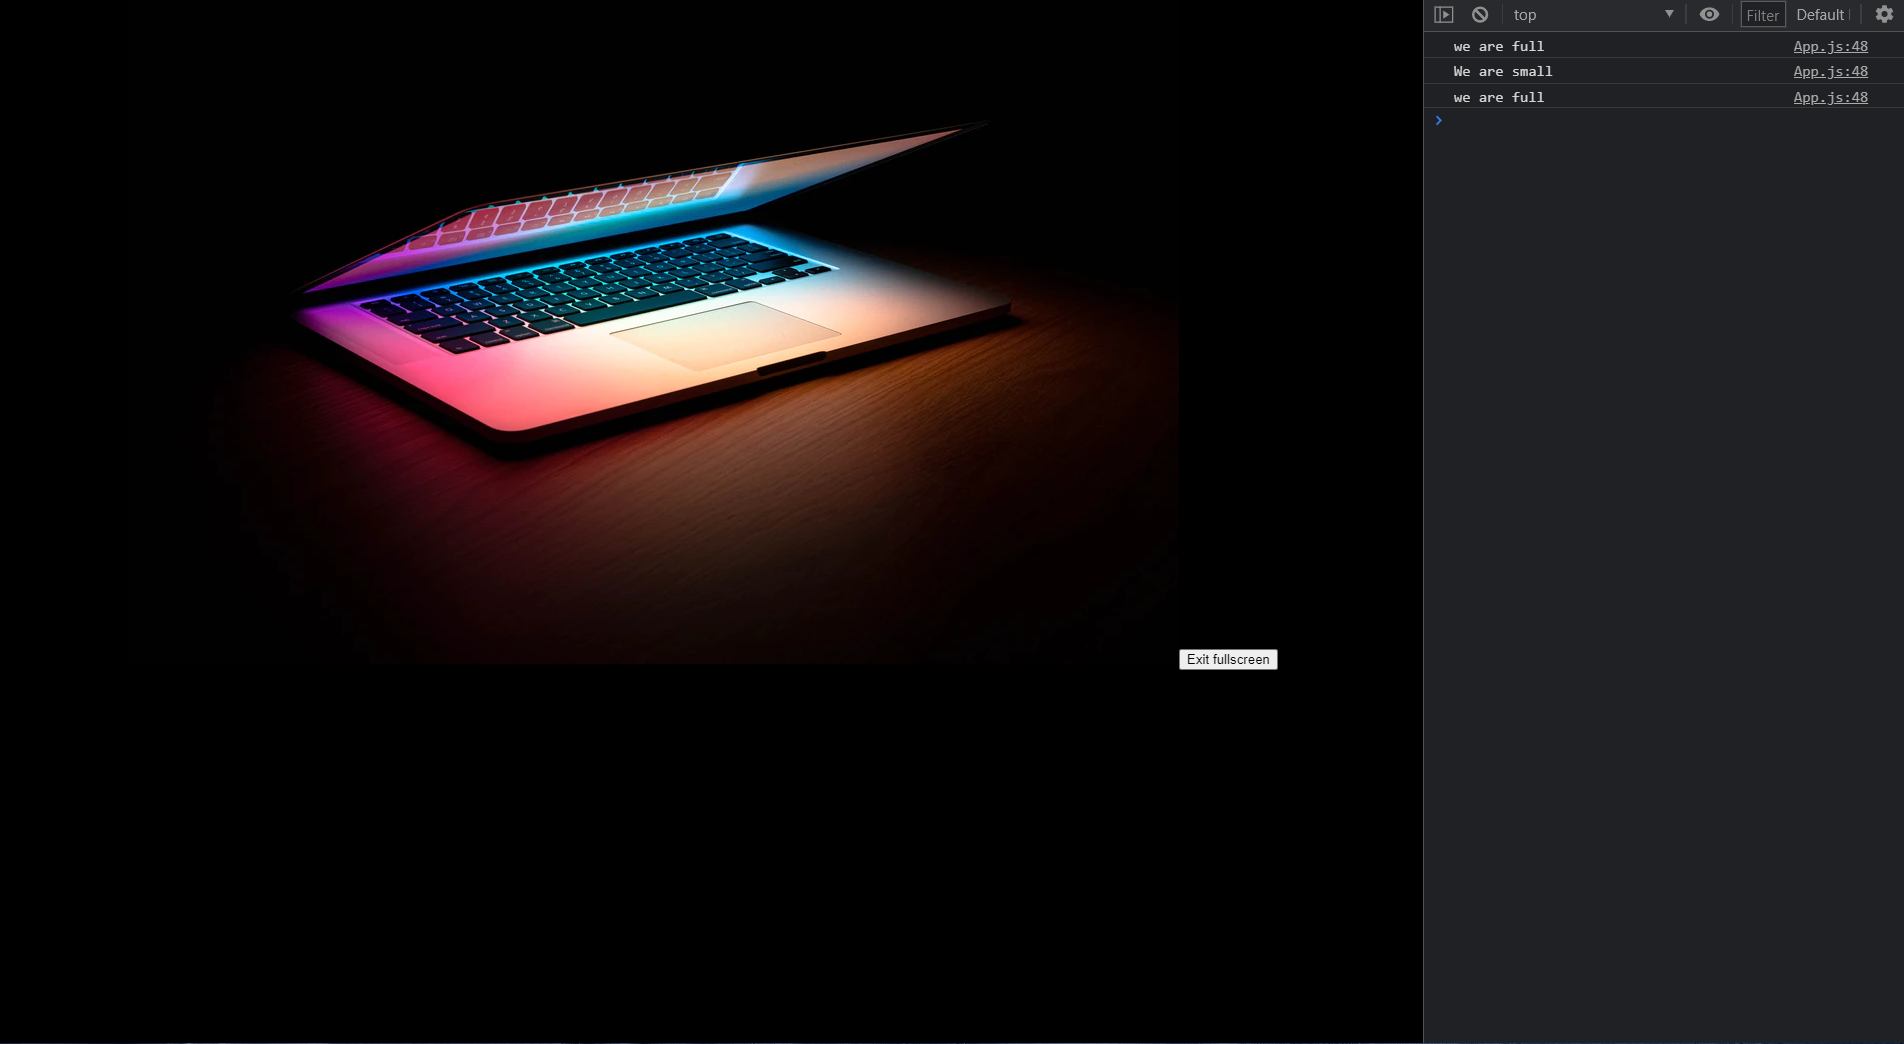 top
Filter
Default
we are full App.js:48
We are small App.js:48
we are full App.js:48
Exit fullscreen